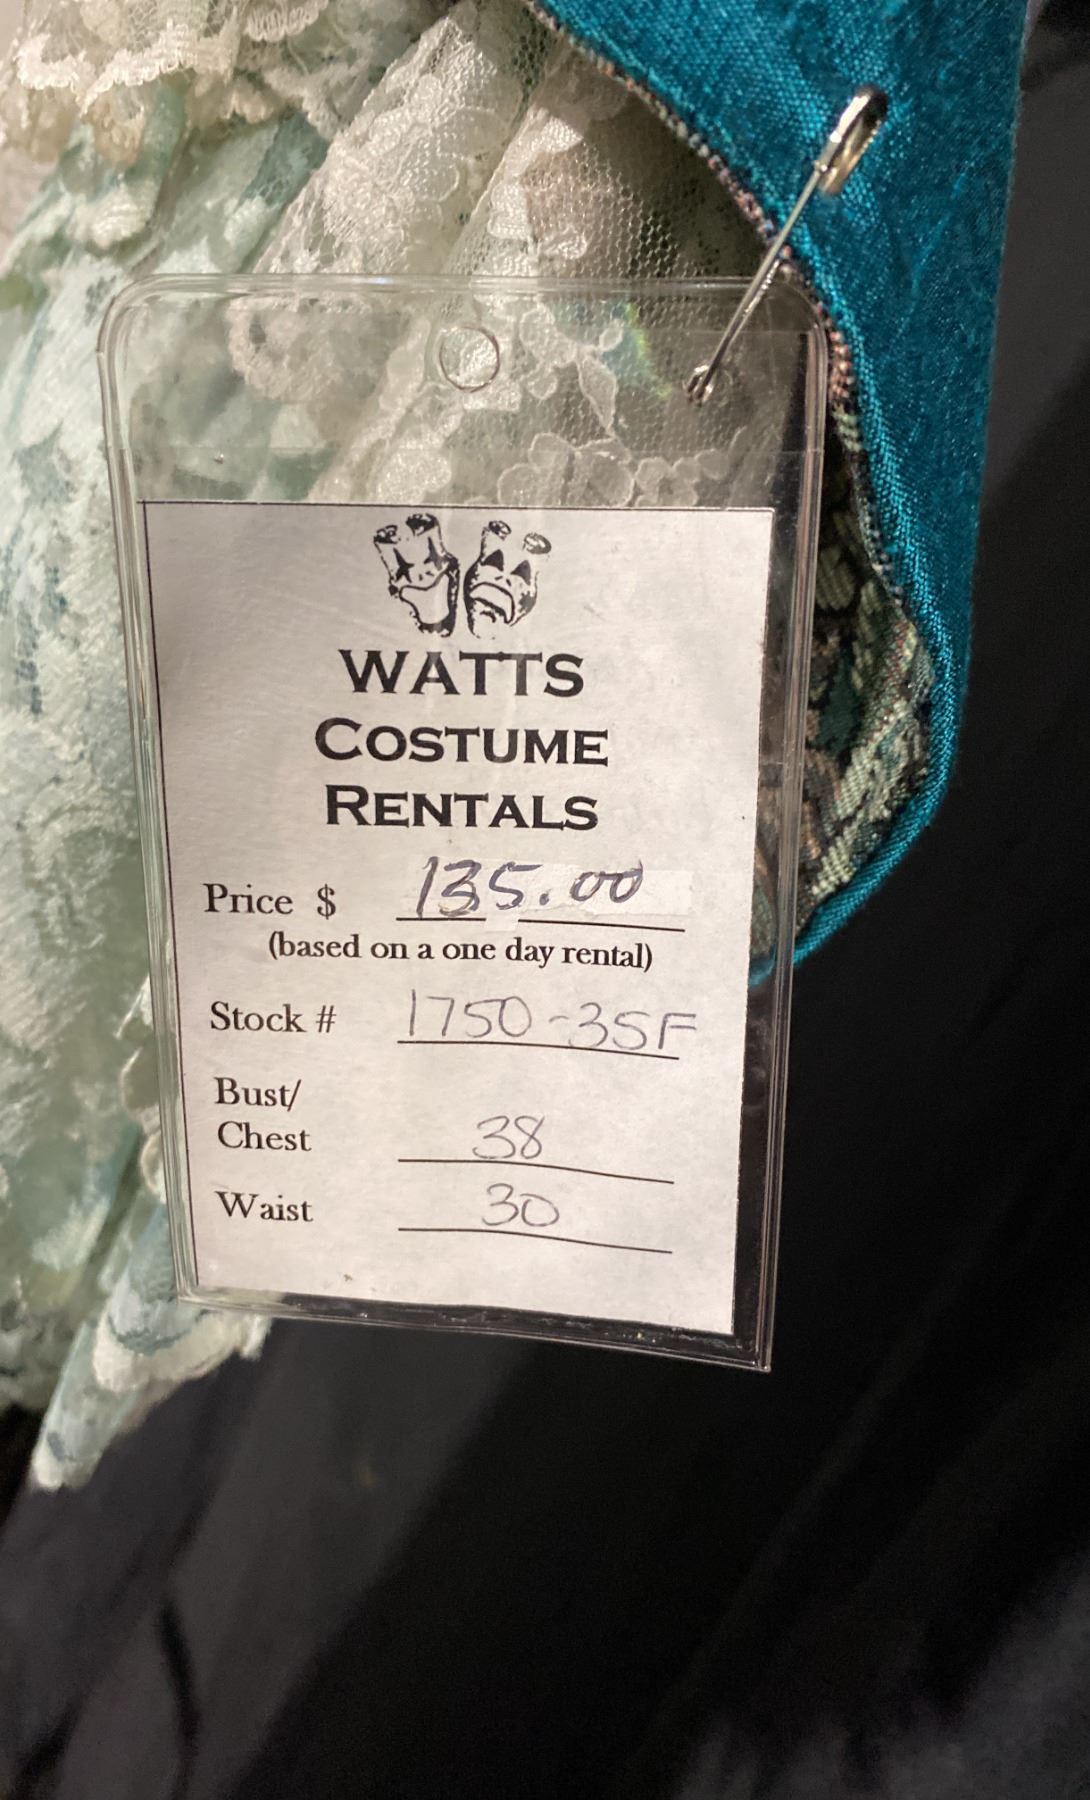 WATTS
COSTUME
RENTALS
Price $ 135.00
(based on a one day rental)
Stock # 1750-35F
Bust/
Chest 38
Waist 30